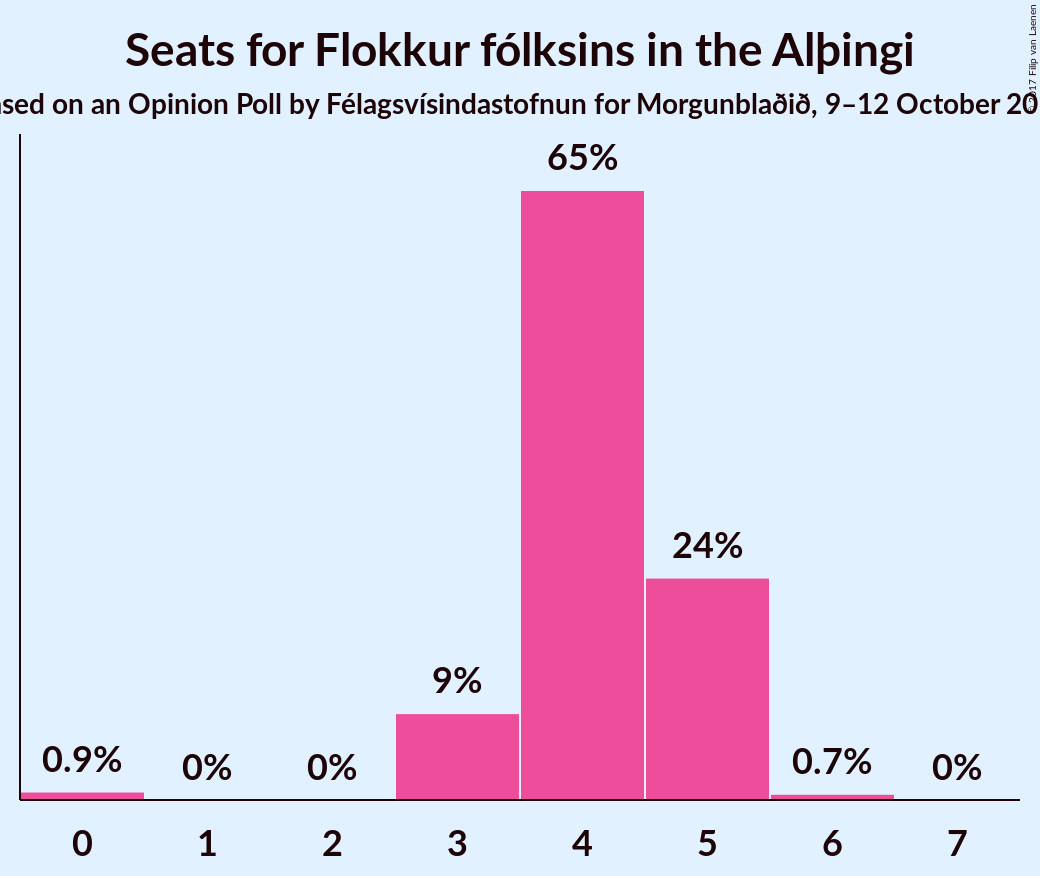 Seats for Flokkur fólksins in the Alþingi
on an Opinion Poll by Félagsvísindastofnun for Morgunblaðið, 9–12 October
65%
24%
9%
0.9%
0%
0%
0.7%
0%
0 1 2 3 4 5 6 7
2017 Filip van Laenen